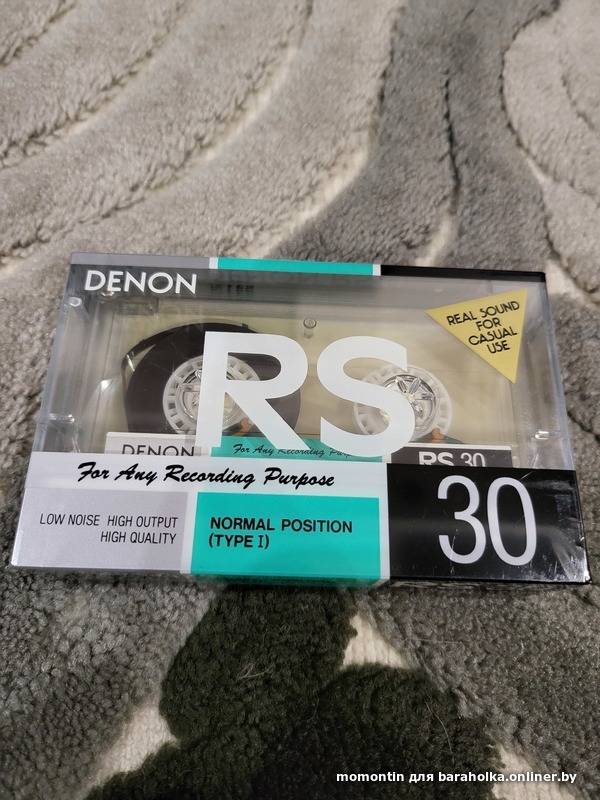 DENON
REAL SOUND
FOR
CASUAL
USE
RS
For Any Recording Purpose
DENON
RS 30
For Any Recording Purpose
30
LOW NOISE HIGH OUTPUT
HIGH QUALITY
NORMAL POSITION
(TYPE I)
momontin для baraholka.onliner.by